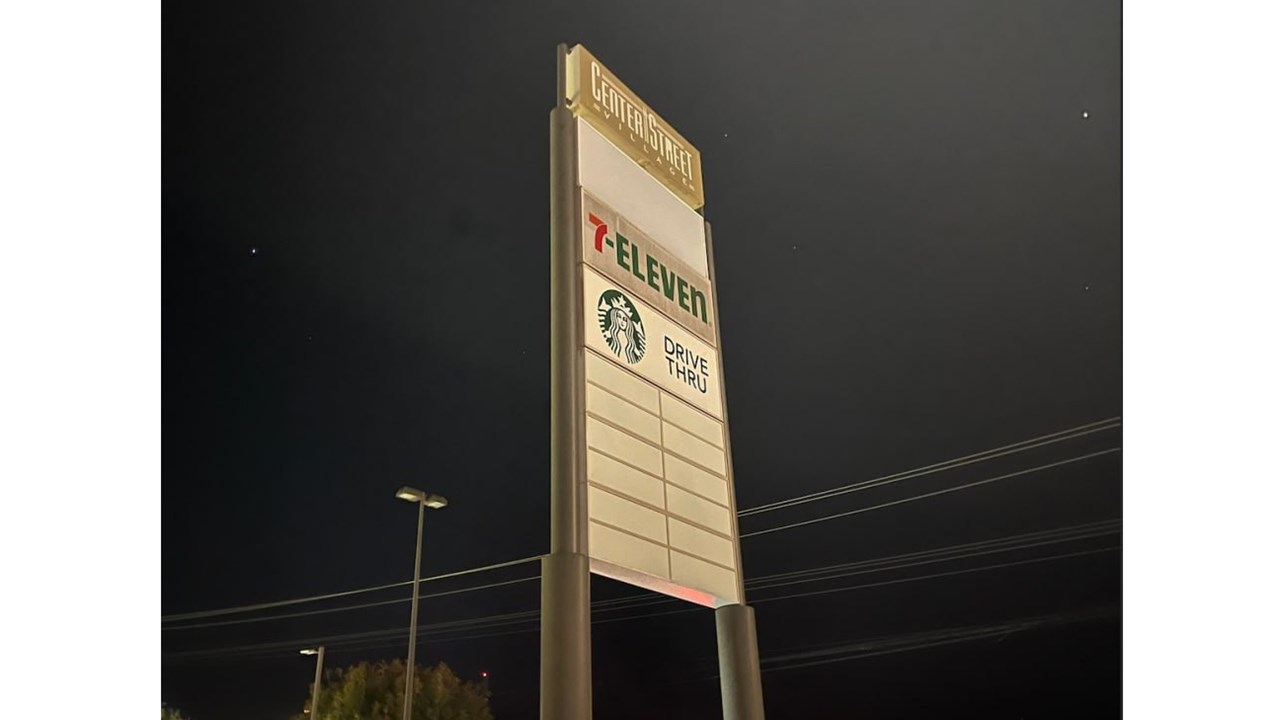 CENTER STREET
VILLAGE
7-ELEVEn
DRIVE
THRU